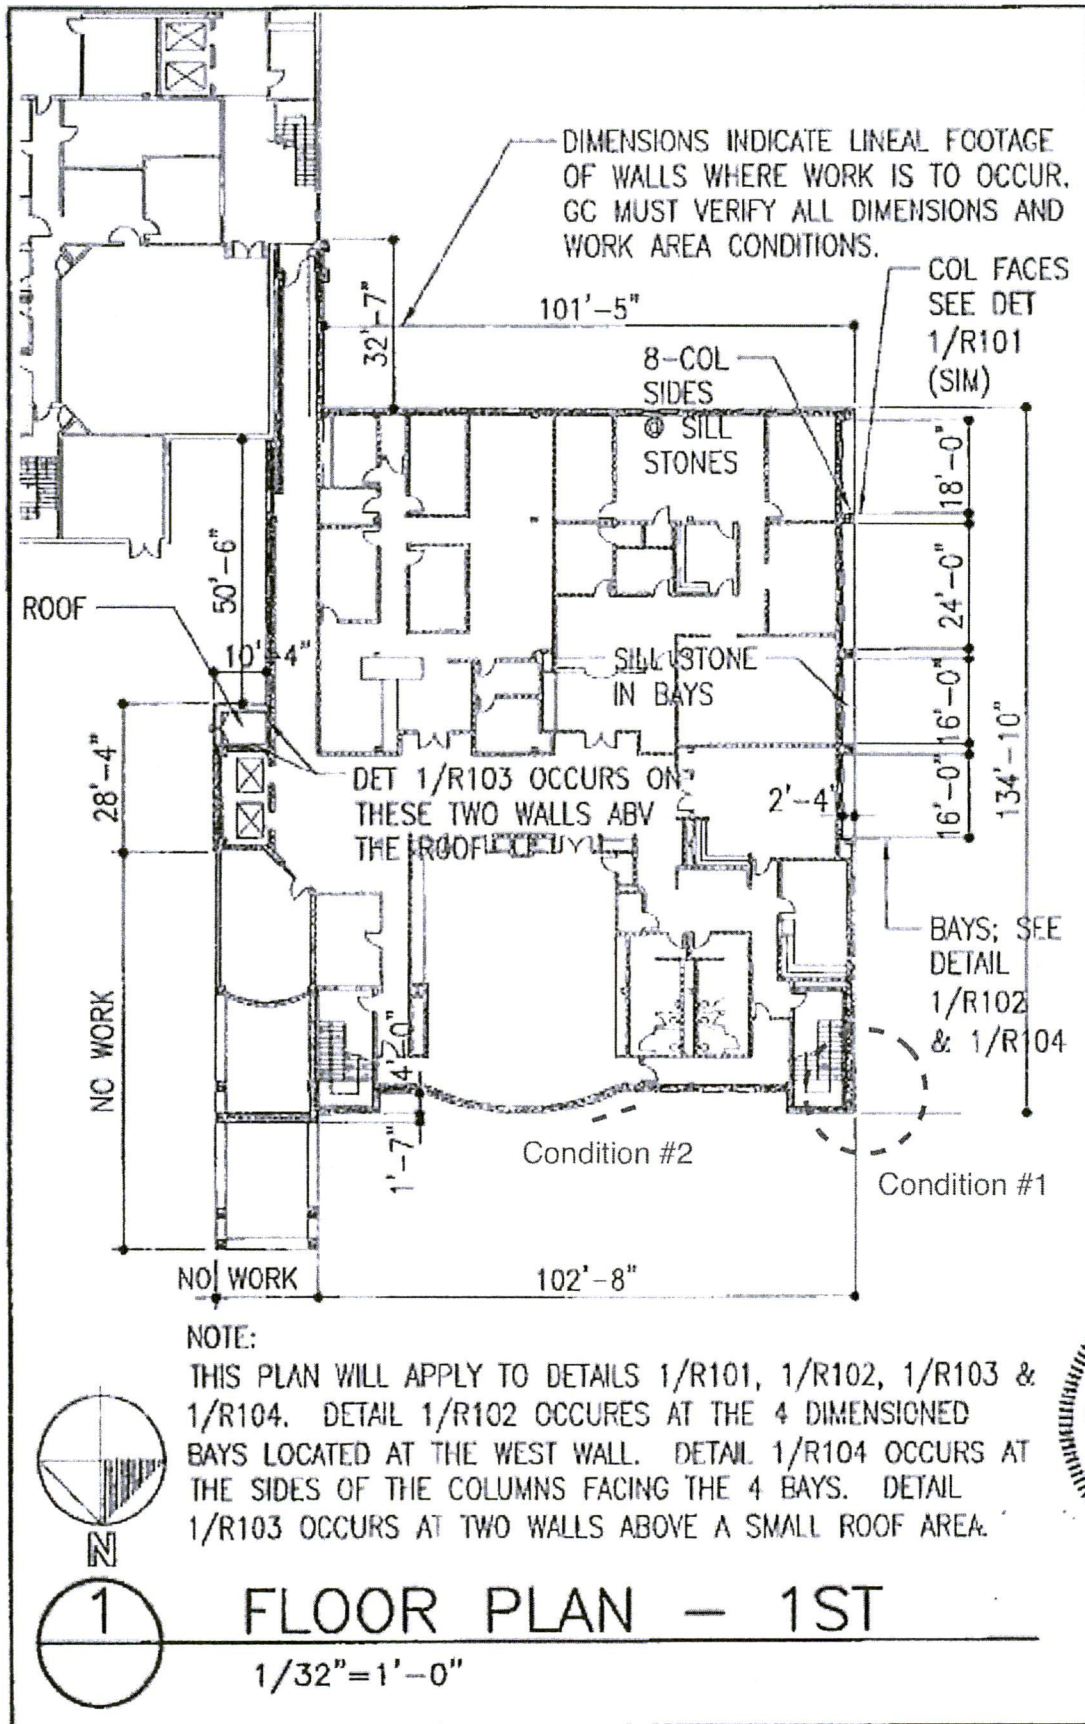 DIMENSIONS INDICATE LINEAL FOOTAGE
OF WALLS WHERE WORK IS TO OCCUR.
GC MUST VERIFY ALL DIMENSIONS AND
WORK AREA CONDITIONS.
COL FACES
SEE DET
1/R101
(SIM)
32'-7"
101'-5"
8-COL
SIDES
@ SILL
STONES
18'-0"
24'-0"
50'-6"
ROOF
10'-4"
SILL STONE
IN BAYS
16'-0"
134'-10"
28'-4"
DET 1/R103 OCCURS ON
THESE TWO WALLS ABV
THE ROOF
2'-4"
16'-0"
BAYS; SEE
DETAIL
1/R102
& 1/R104
NO WORK
1'-7"
Condition #2
Condition #1
NO WORK
102'-8"
NOTE:
THIS PLAN WILL APPLY TO DETAILS 1/R101, 1/R102, 1/R103 &
1/R104. DETAIL 1/R102 OCCURES AT THE 4 DIMENSIONED
BAYS LOCATED AT THE WEST WALL. DETAIL 1/R104 OCCURS AT
THE SIDES OF THE COLUMNS FACING THE 4 BAYS. DETAIL
1/R103 OCCURS AT TWO WALLS ABOVE A SMALL ROOF AREA.
N
1
FLOOR PLAN - 1ST
1/32"=1'-0"